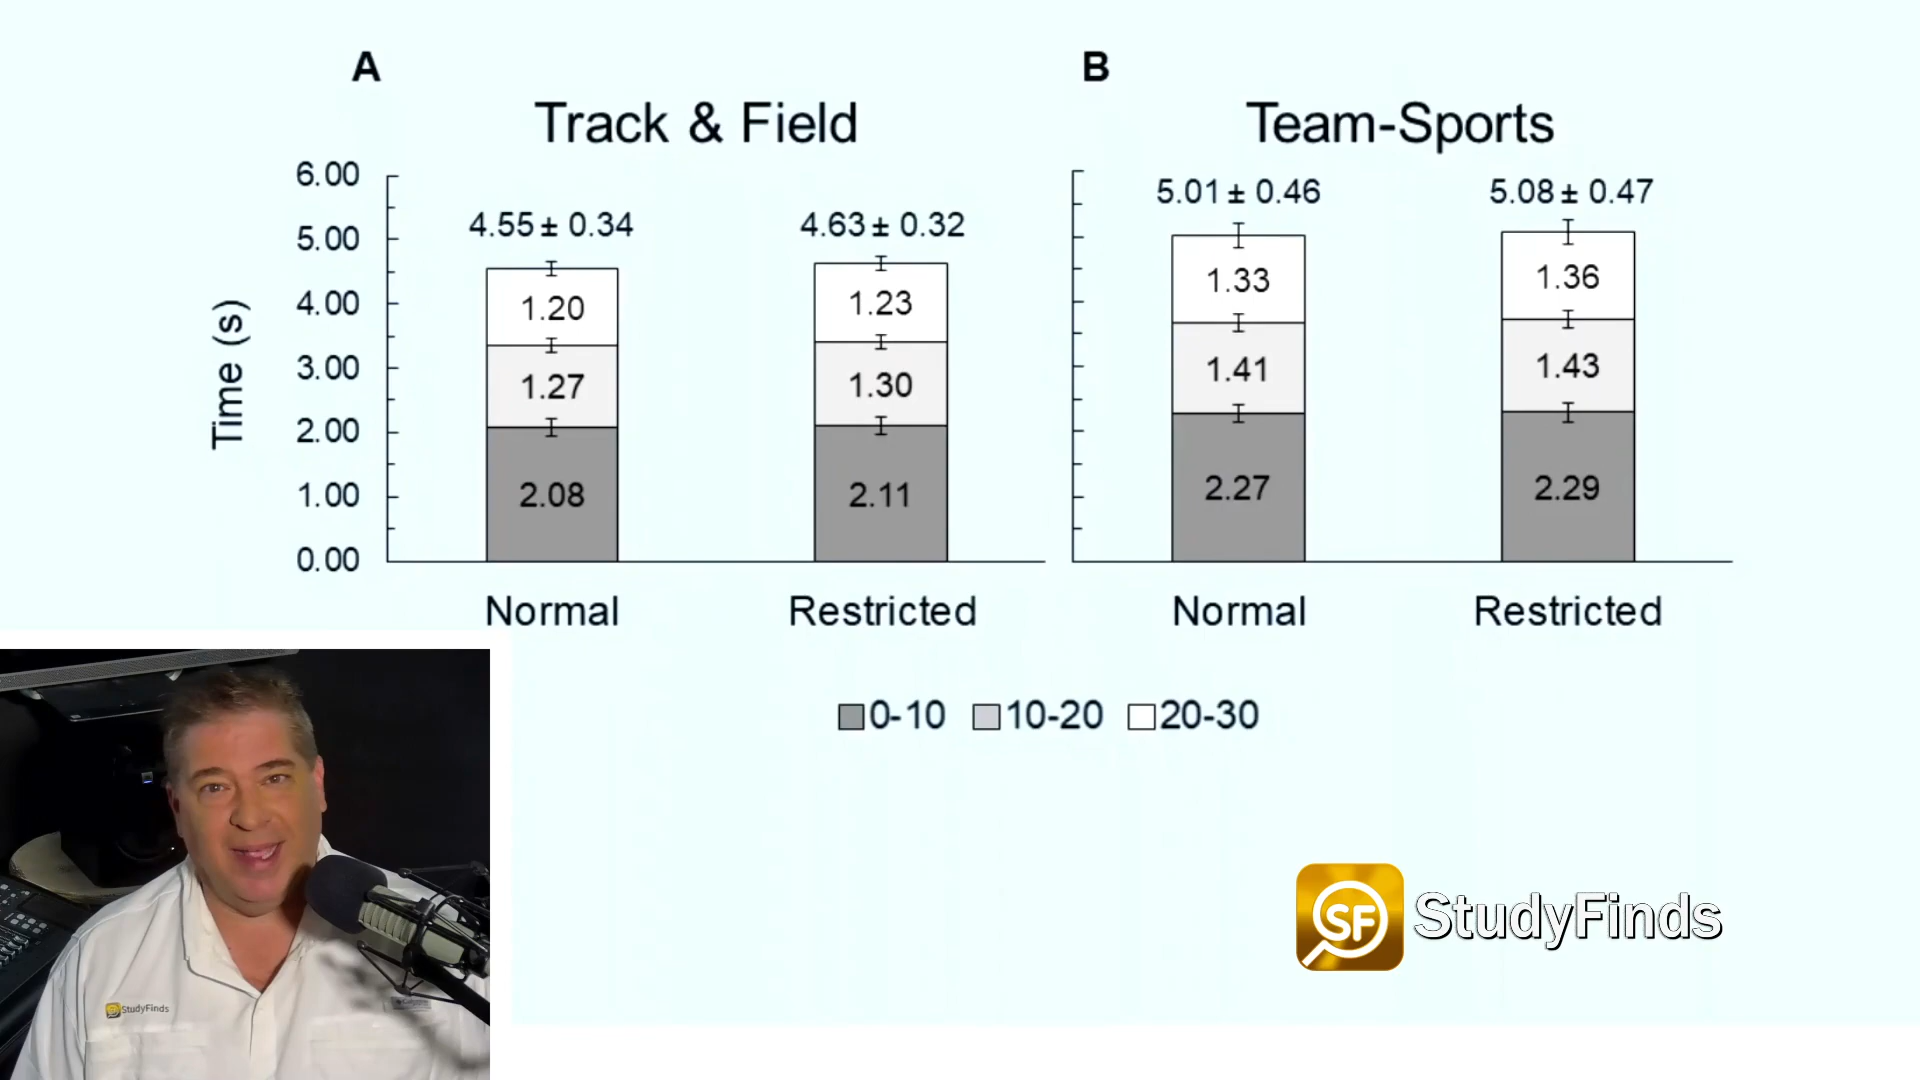 A
B
Track & Field
Team-Sports
6.00
5.00
4.00
3.00
2.00
1.00
0.00
Time (s)
4.55 ± 0.34
4.63 ± 0.32
1.20
1.23
1.27
1.30
2.08
2.11
Normal
Restricted
5.01 ± 0.46
5.08 ± 0.47
1.33
1.36
1.41
1.43
2.27
2.29
Normal
Restricted
0-10 10-20 20-30
SF StudyFinds
StudyFinds